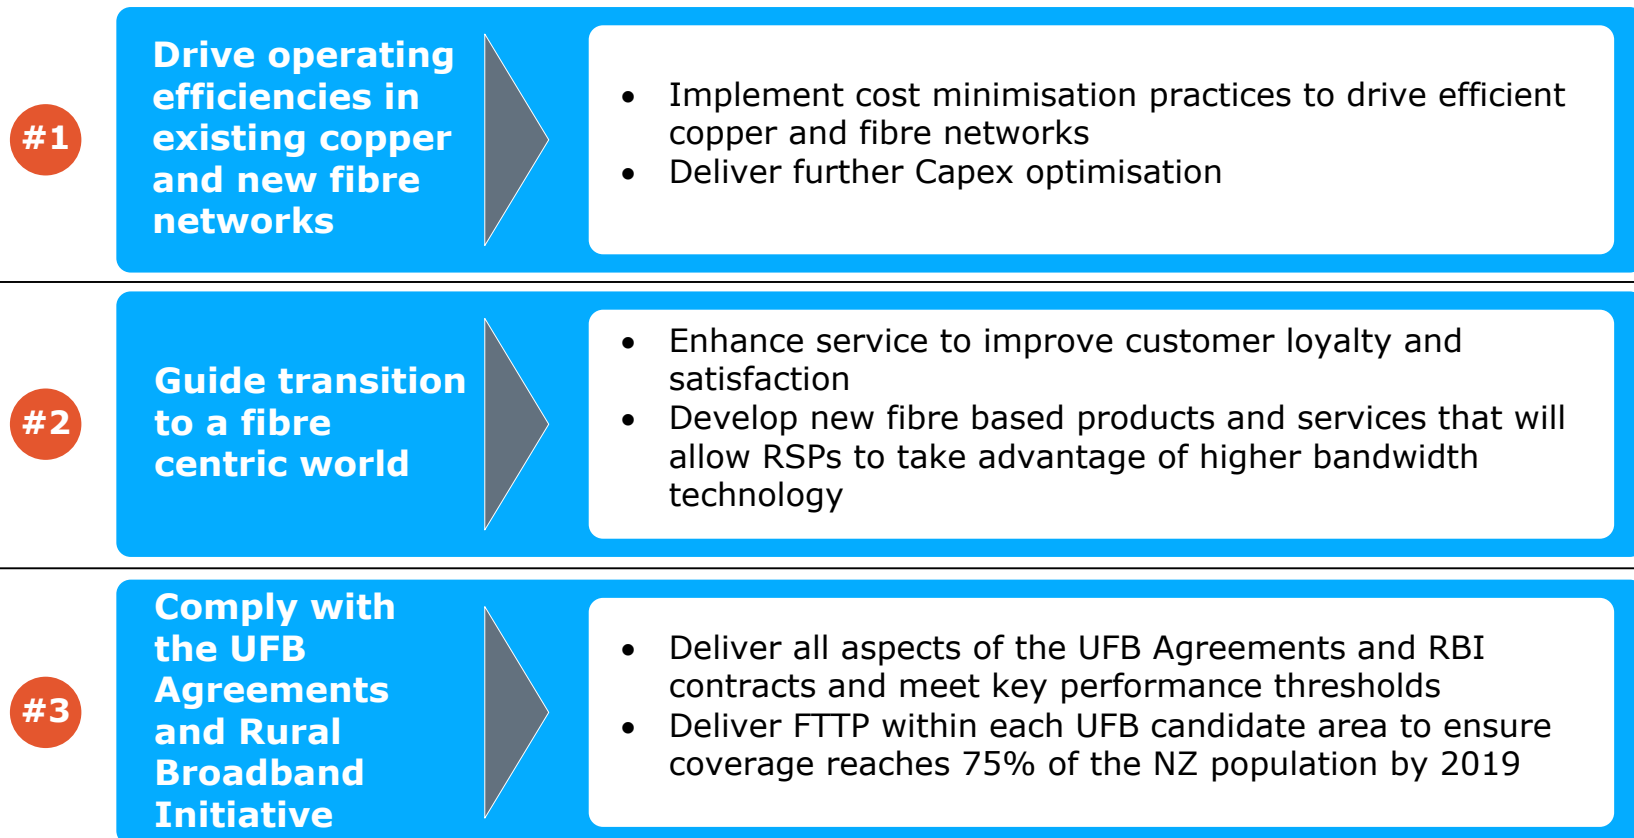 #1
Drive operating
efficiencies in
existing copper
and new fibre
networks
• Implement cost minimisation practices to drive efficient
copper and fibre networks
• Deliver further Capex optimisation
#2
Guide transition
to a fibre
centric world
• Enhance service to improve customer loyalty and
satisfaction
• Develop new fibre based products and services that will
allow RSPs to take advantage of higher bandwidth
technology
#3
Comply with
the UFB
Agreements
and Rural
Broadband
Initiative
• Deliver all aspects of the UFB Agreements and RBI
contracts and meet key performance thresholds
• Deliver FTTP within each UFB candidate area to ensure
coverage reaches 75% of the NZ population by 2019